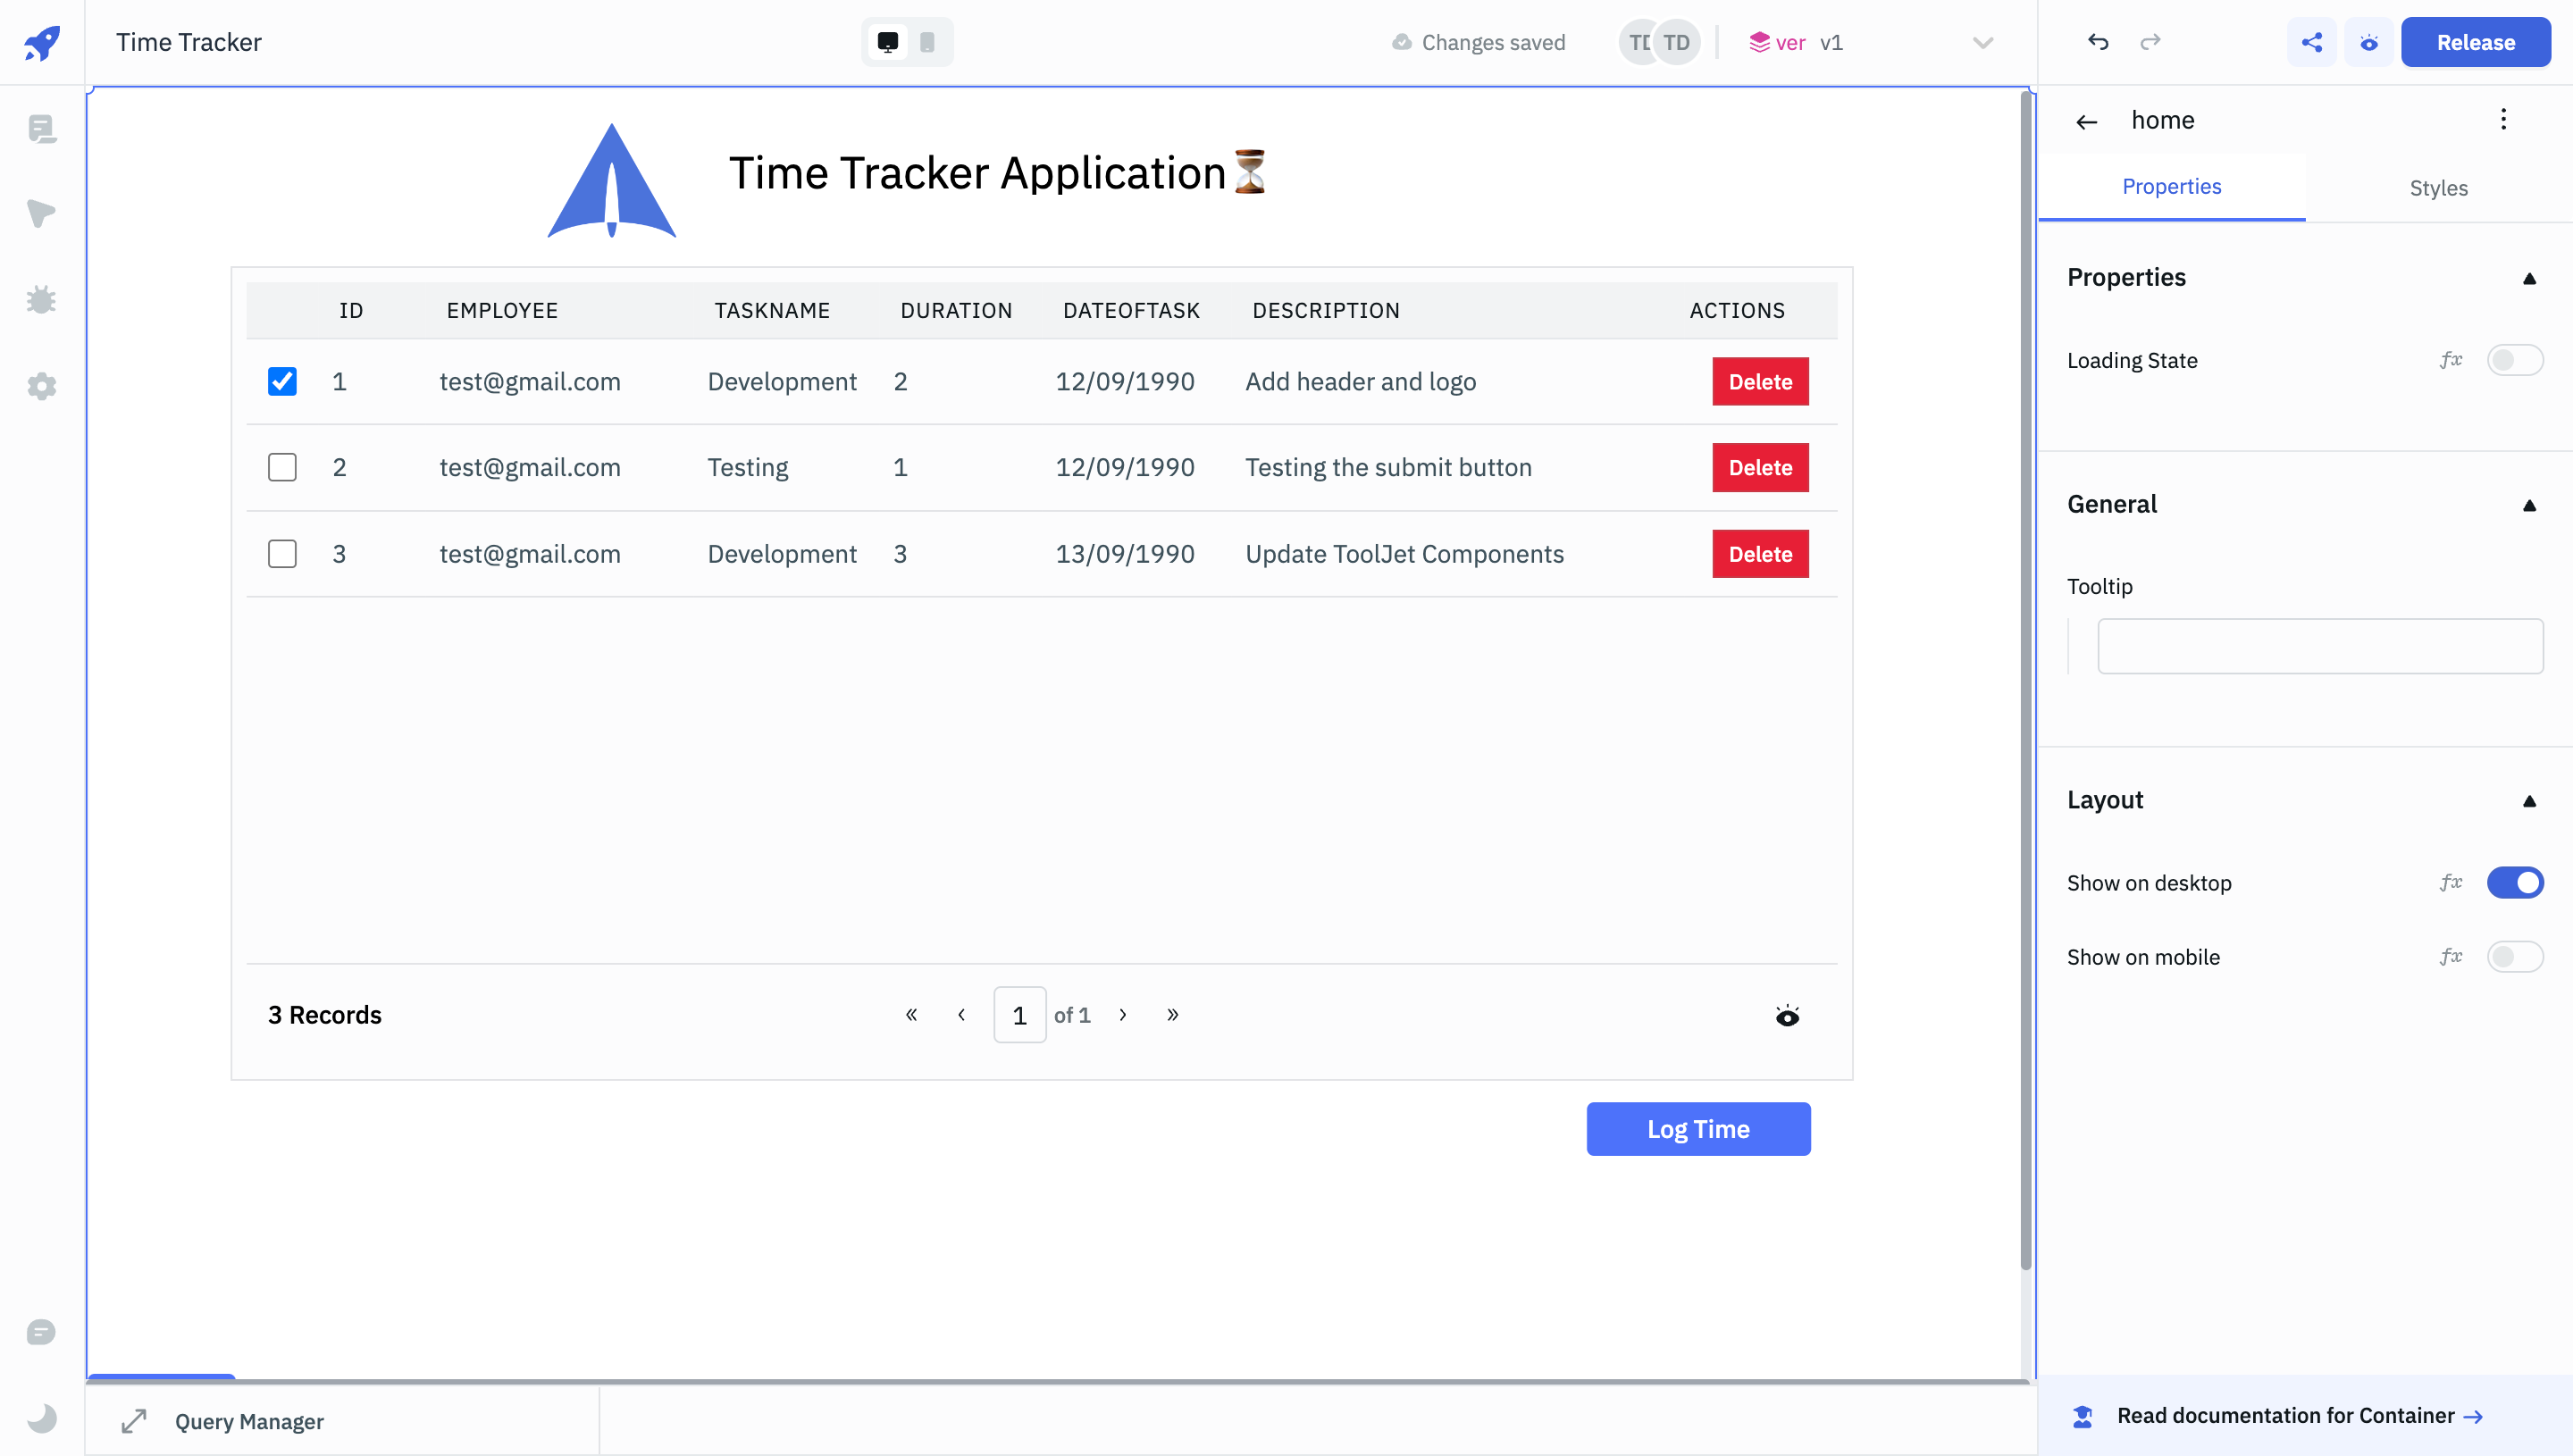 Time Tracker
Changes saved
TD
ver v1
Release
home
Properties
Styles
Time Tracker Application⏳
ID EMPLOYEE TASKNAME DURATION DATEOFTASK DESCRIPTION ACTIONS
1 test@gmail.com Development 2 12/09/1990 Add header and logo Delete
2 test@gmail.com Testing 1 12/09/1990 Testing the submit button Delete
3 test@gmail.com Development 3 13/09/1990 Update ToolJet Components Delete
3 Records
« ‹ 1 of 1 › »
Log Time
Query Manager
Properties
Loading State fx
General
Tooltip
Layout
Show on desktop fx
Show on mobile fx
Read documentation for Container →